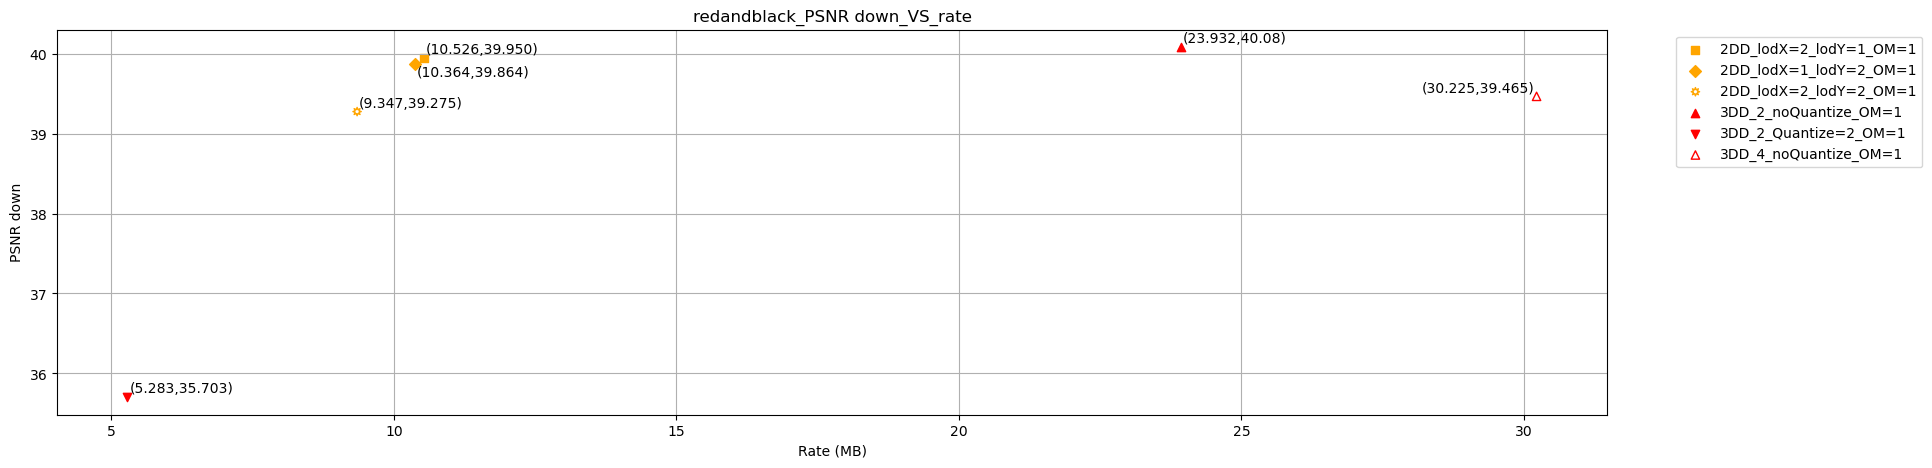 redandblack_PSNR down_VS_rate
PSNR down
40
39
38
37
36
(10.526,39.950)
(10.364,39.864)
(9.347,39.275)
(23.932,40.08)
(30.225,39.465)
(5.283,35.703)
5
10
15
20
25
30
Rate (MB)
2DD_lodX=2_lodY=1_OM=1
2DD_lodX=1_lodY=2_OM=1
2DD_lodX=2_lodY=2_OM=1
3DD_2_noQuantize_OM=1
3DD_2_Quantize=2_OM=1
3DD_4_noQuantize_OM=1